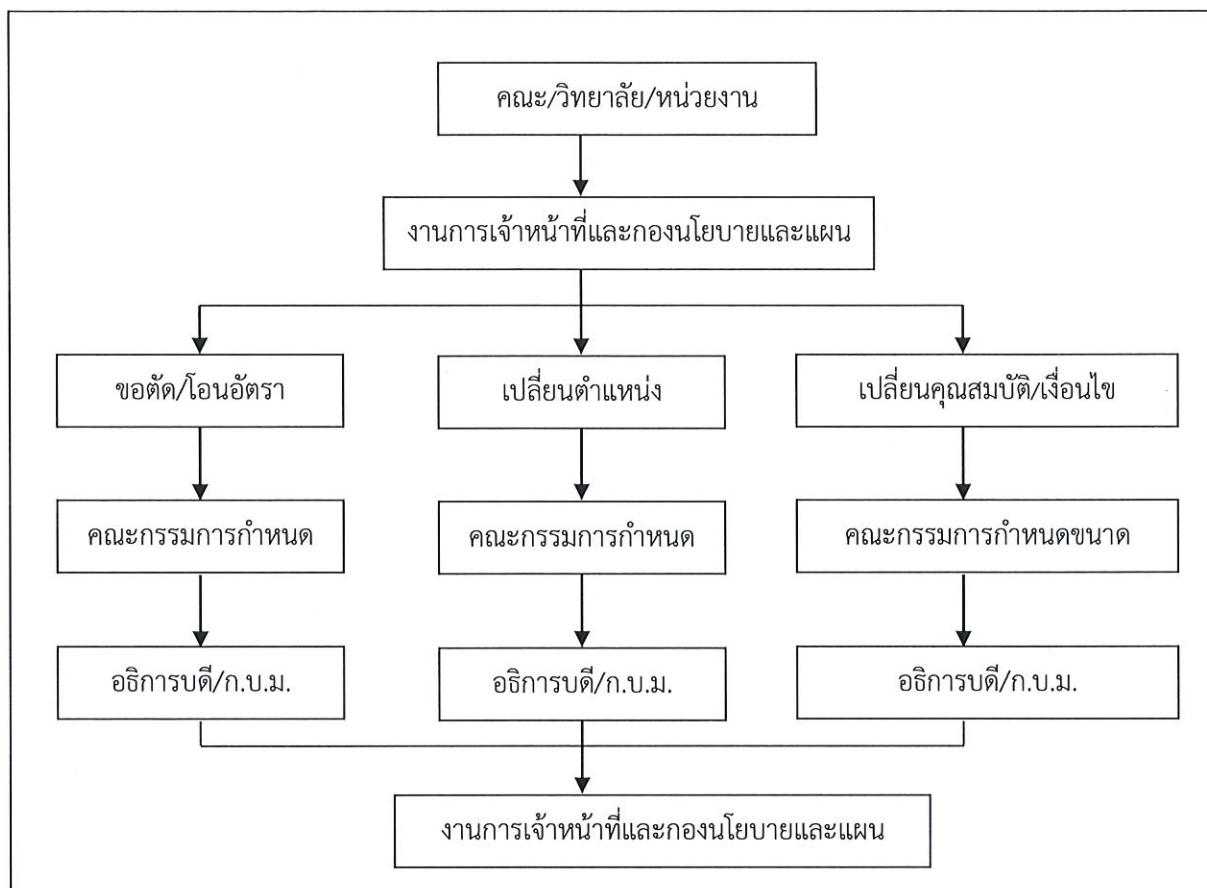 คณะ/วิทยาลัย/หน่วยงาน
งานการเจ้าหน้าที่และกองนโยบายและแผน
ขอตัด/โอนอัตรา
เปลี่ยนตำแหน่ง
เปลี่ยนคุณสมบัติ/เงื่อนไข
คณะกรรมการกำหนด
คณะกรรมการกำหนด
คณะกรรมการกำหนดขนาด
อธิการบดี/ก.บ.ม.
อธิการบดี/ก.บ.ม.
อธิการบดี/ก.บ.ม.
งานการเจ้าหน้าที่และกองนโยบายและแผน